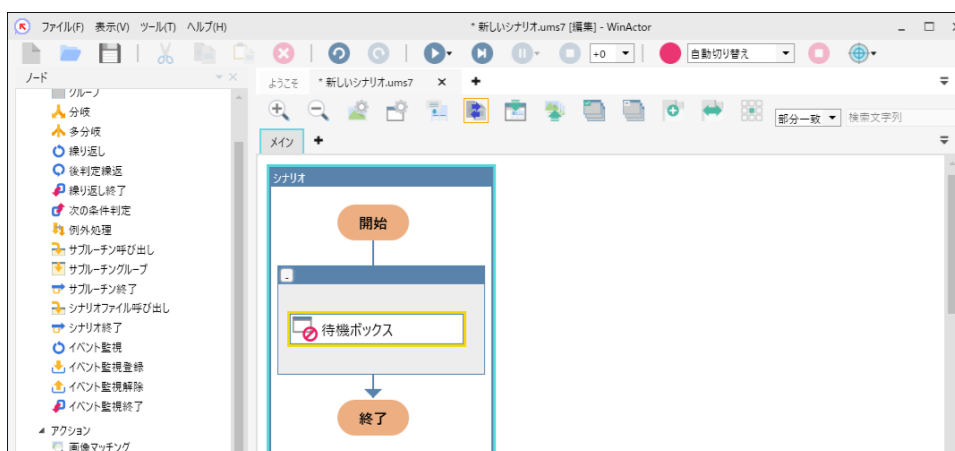 ファイル(F) 表示(V) ツール(T) ヘルプ(H) * 新しいシナリオ.ums7 [編集] - WinActor
+0 自動切り替え
ノード
ようこそ * 新しいシナリオ.ums7
部分一致 検索文字列
メイン
グループ
分岐
多分岐
繰り返し
後判定繰返
繰り返し終了
次の条件判定
例外処理
サブルーチン呼び出し
サブルーチングループ
サブルーチン終了
シナリオファイル呼び出し
シナリオ終了
イベント監視
イベント監視登録
イベント監視解除
イベント監視終了
アクション
画像マッチング
シナリオ
開始
待機ボックス
終了